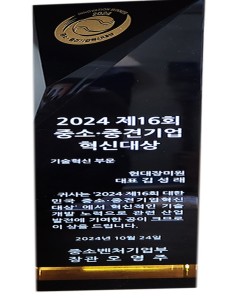 2024
2024 제16회
중소·중견기업
혁신대상
기술혁신 부문
현대장미원
대표 김성래
귀사는 '2024 제16회 대한
민국 중소·중견기업혁신
대상' 에서 혁신적인 기술
개발 노력으로 관련 산업
발전에 기여한 공이 크므로
이 상을 드립니다.
2024년 10월 24일
중소벤처기업부
장관 오영주